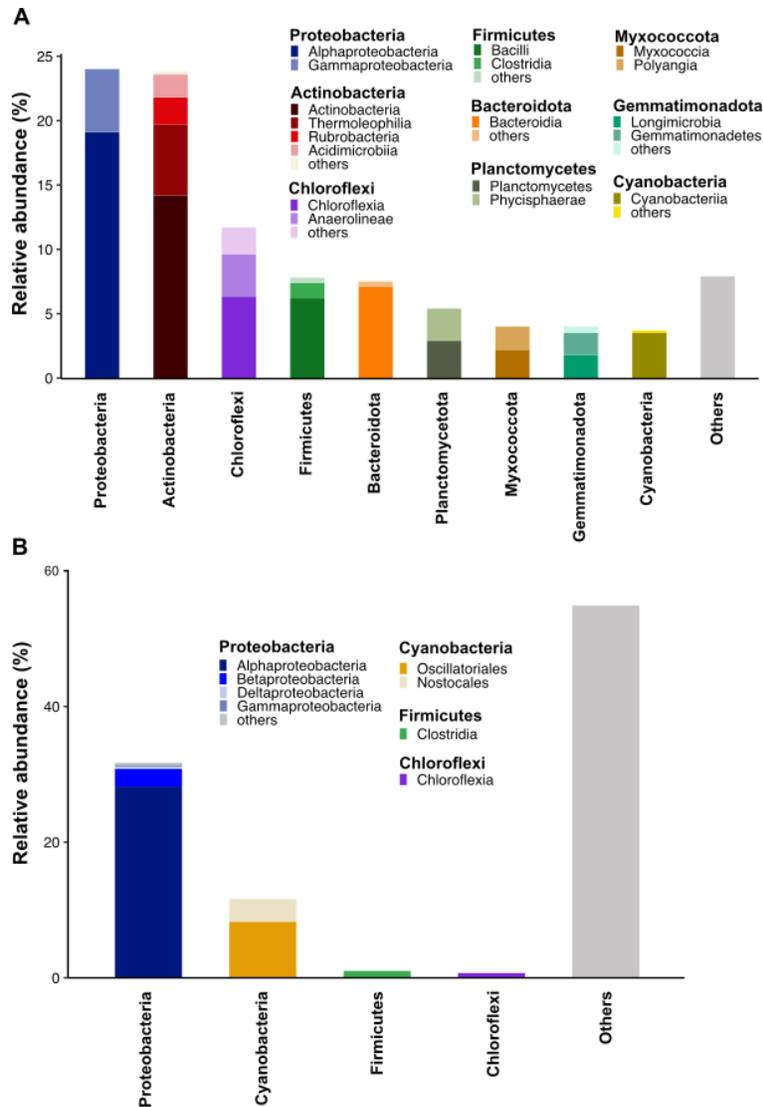 A
Proteobacteria
Alphaproteobacteria
Gammaproteobacteria
Actinobacteria
Actinobacteria
Thermoleophilia
Rubrobacteria
Acidimicrobiia
others
Chloroflexi
Chloroflexia
Anaerolineae
others
Firmicutes
Bacilli
Clostridia
others
Bacteroidota
Bacteroidia
others
Planctomycetes
Planctomycetes
Phycisphaerae
Myxococcota
Myxococcia
Polyangia
Gemmatimonadota
Longimicrobia
Gemmatimonadetes
others
Cyanobacteria
Cyanobacteriia
others
Relative abundance (%)
25
20
15
10
5
0
Proteobacteria
Actinobacteria
Chloroflexi
Firmicutes
Bacteroidota
Planctomycetota
Myxococcota
Gemmatimonadota
Cyanobacteria
Others
B
Relative abundance (%)
60
40
20
0
Proteobacteria
Alphaproteobacteria
Betaproteobacteria
Deltaproteobacteria
Gammaproteobacteria
others
Cyanobacteria
Oscillatoriales
Nostocales
Firmicutes
Clostridia
Chloroflexi
Chloroflexia
Proteobacteria
Cyanobacteria
Firmicutes
Chloroflexi
Others